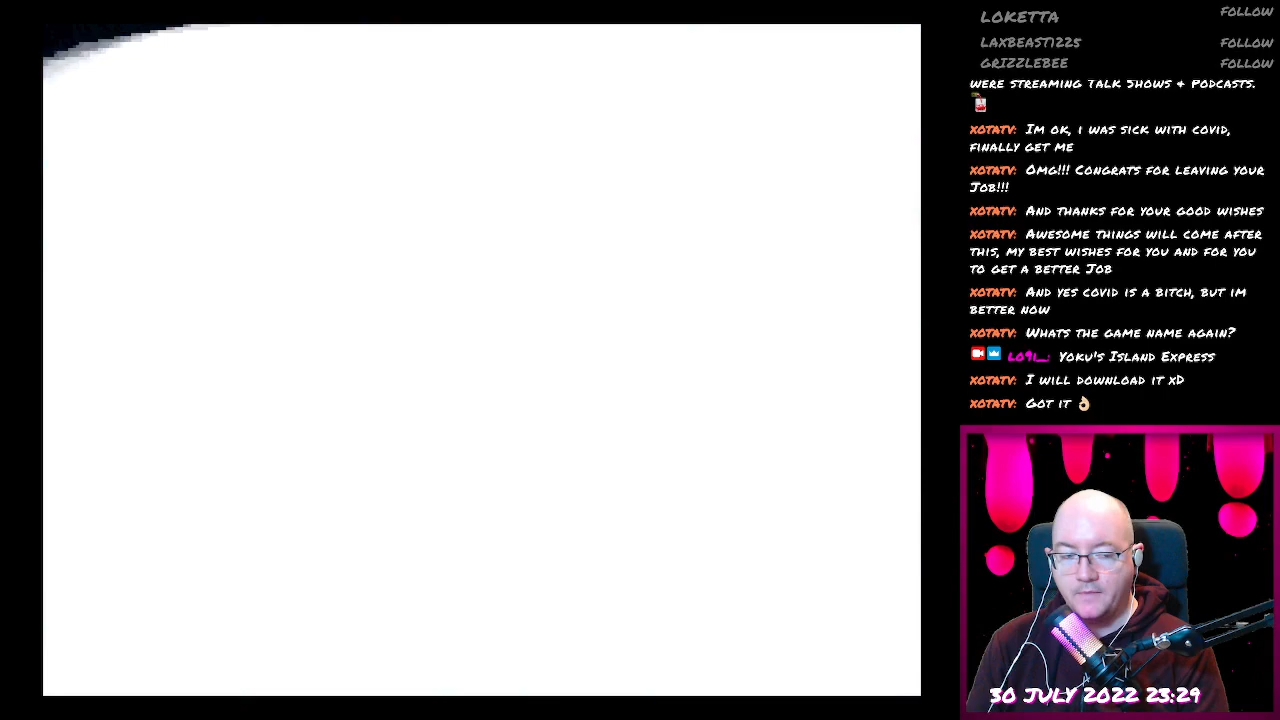 LOKETTA FOLLOW
LAXBEAST1225 FOLLOW
GRIZZLEBEE FOLLOW
WERE STREAMING TALK SHOWS & PODCASTS.
XOTATV: IM OK, I WAS SICK WITH COVID,
FINALLY GET ME
XOTATV: OMG!!! CONGRATS FOR LEAVING YOUR
JOB!!!
XOTATV: AND THANKS FOR YOUR GOOD WISHES
XOTATV: AWESOME THINGS WILL COME AFTER
THIS, MY BEST WISHES FOR YOU AND FOR YOU
TO GET A BETTER JOB
XOTATV: AND YES COVID IS A BITCH, BUT IM
BETTER NOW
XOTATV: WHATS THE GAME NAME AGAIN?
LO9I_: YOKU'S ISLAND EXPRESS
XOTATV: I WILL DOWNLOAD IT XD
XOTATV: GOT IT 👌🏼
30 JULY 2022 23:29